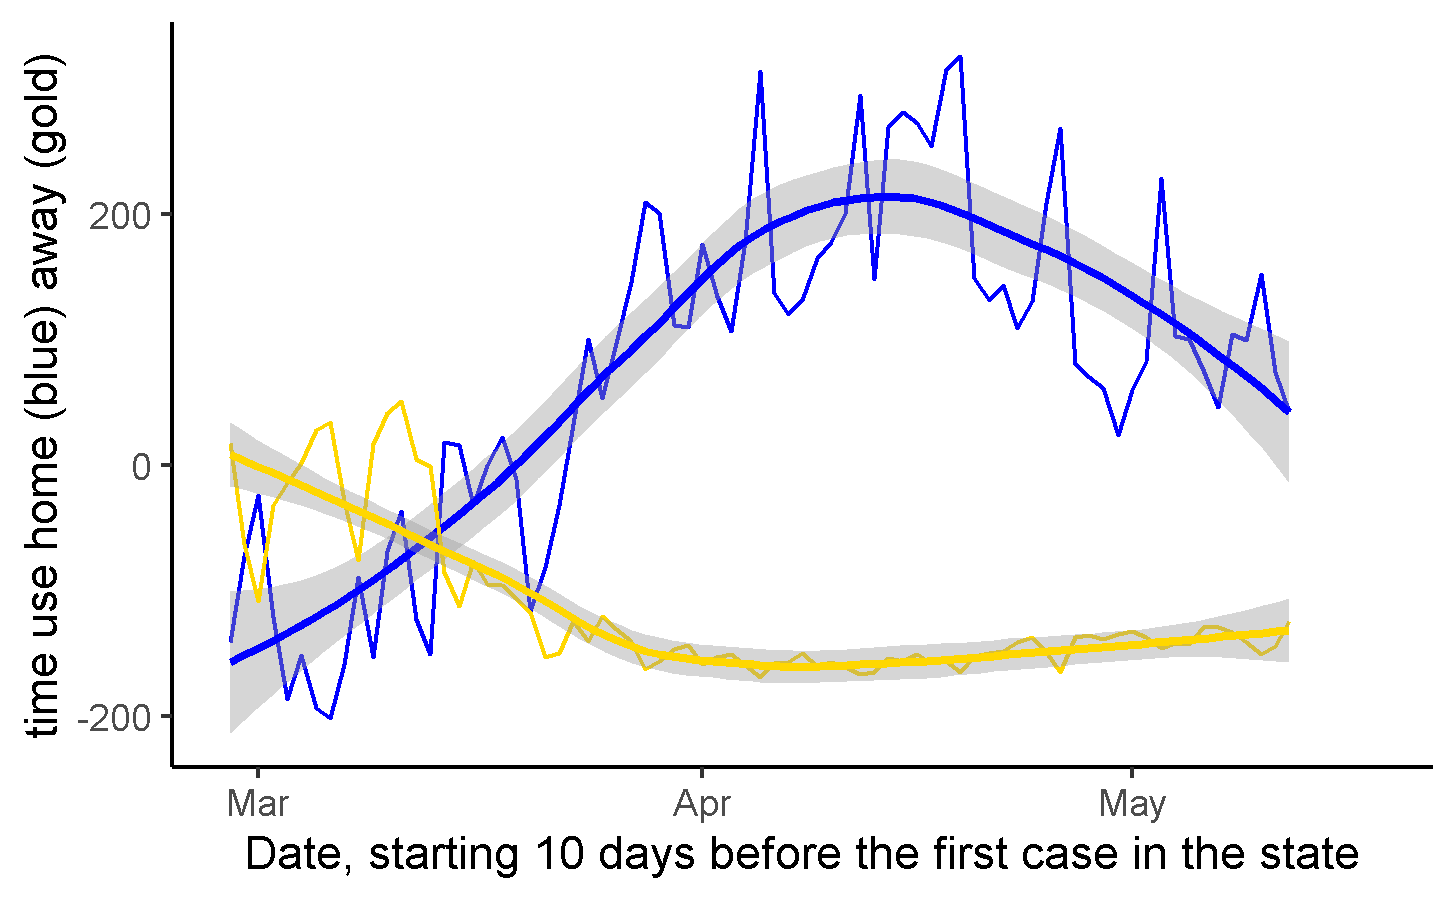 time use home (blue) away (gold)
200
0
-200
Mar
Apr
May
Date, starting 10 days before the first case in the state